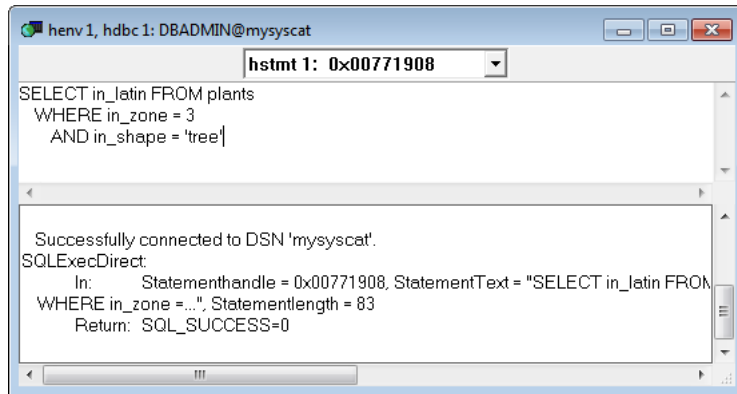 henv 1, hdbc 1: DBADMIN@mysyscat
hstmt 1: 0x00771908
SELECT in_latin FROM plants
WHERE in_zone = 3
AND in_shape = 'tree'
Successfully connected to DSN 'mysyscat'.
SQLExecDirect:
In: Statementhandle = 0x00771908, StatementText = "SELECT in_latin FROM
WHERE in_zone =...", Statementlength = 83
Return: SQL_SUCCESS=0